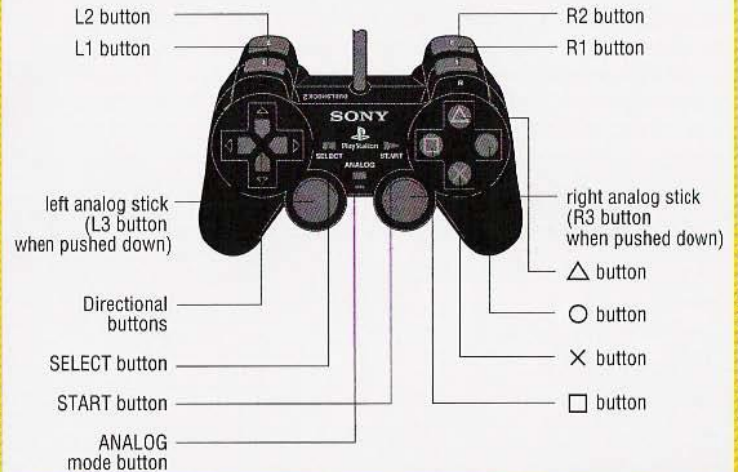 L2 button
R2 button
L1 button
R1 button
DUALSHOCK 2
SONY
PlayStation
SELECT
START
ANALOG
left analog stick
(L3 button
when pushed down)
right analog stick
(R3 button
when pushed down)
△ button
Directional
buttons
○ button
SELECT button
✕ button
START button
□ button
ANALOG
mode button